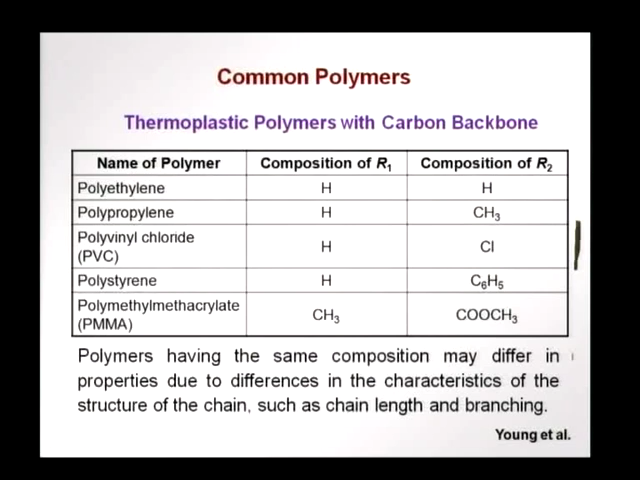 Common Polymers
Thermoplastic Polymers with Carbon Backbone
Name of Polymer Composition of R₁ Composition of R₂
Polyethylene H H
Polypropylene H CH₃
Polyvinyl chloride
(PVC) H Cl
Polystyrene H C₆H₅
Polymethylmethacrylate
(PMMA) CH₃ COOCH₃
Polymers having the same composition may differ in
properties due to differences in the characteristics of the
structure of the chain, such as chain length and branching.
Young et al.